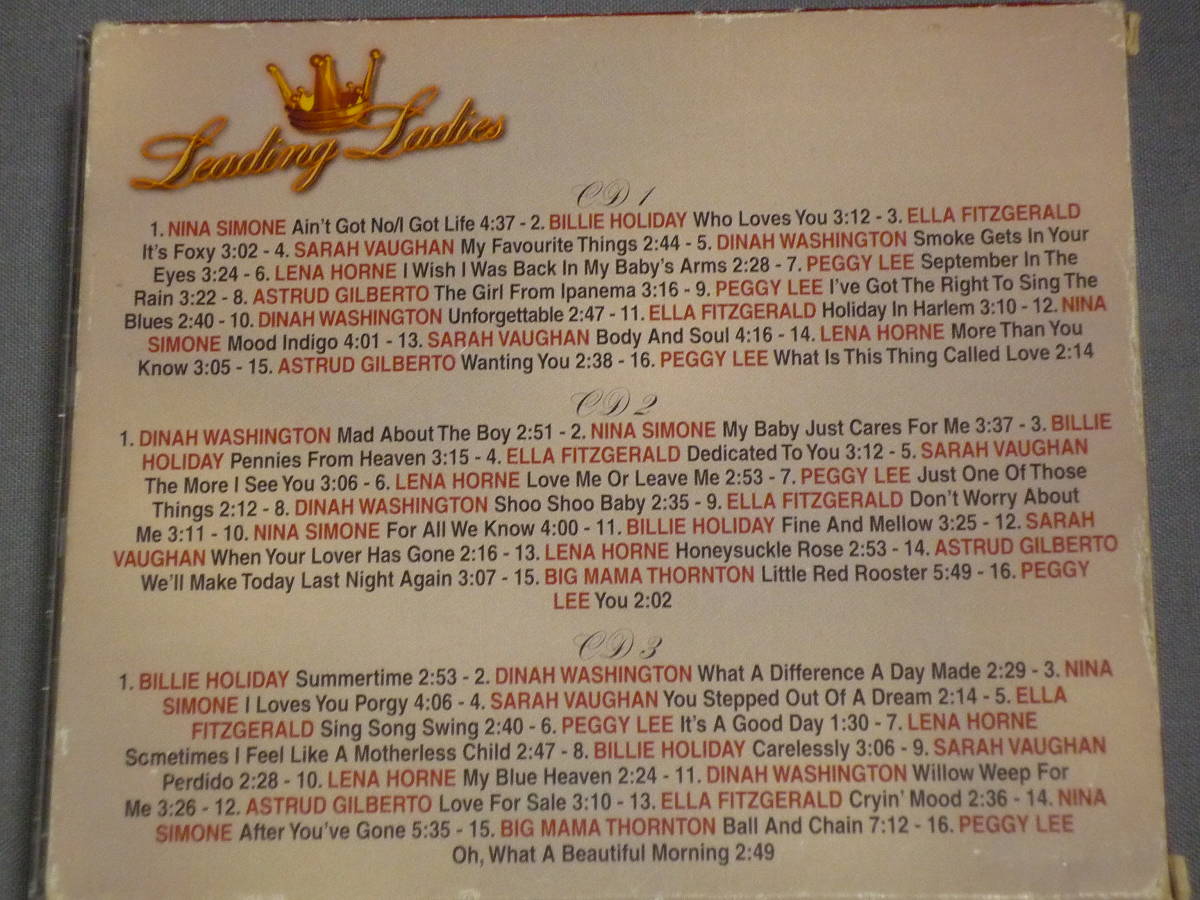 Leading Ladies
CD 1
1. NINA SIMONE Ain't Got No/I Got Life 4:37 - 2. BILLIE HOLIDAY Who Loves You 3:12 - 3. ELLA FITZGERALD
It's Foxy 3:02 - 4. SARAH VAUGHAN My Favourite Things 2:44 - 5. DINAH WASHINGTON Smoke Gets In Your
Eyes 3:24 - 6. LENA HORNE I Wish I Was Back In My Baby's Arms 2:28 - 7. PEGGY LEE September In The
Rain 3:22 - 8. ASTRUD GILBERTO The Girl From Ipanema 3:16 - 9. PEGGY LEE I've Got The Right To Sing The
Blues 2:40 - 10. DINAH WASHINGTON Unforgettable 2:47 - 11. ELLA FITZGERALD Holiday In Harlem 3:10 - 12. NINA
SIMONE Mood Indigo 4:01 - 13. SARAH VAUGHAN Body And Soul 4:16 - 14. LENA HORNE More Than You
Know 3:05 - 15. ASTRUD GILBERTO Wanting You 2:38 - 16. PEGGY LEE What Is This Thing Called Love 2:14
CD 2
1. DINAH WASHINGTON Mad About The Boy 2:51 - 2. NINA SIMONE My Baby Just Cares For Me 3:37 - 3. BILLIE
HOLIDAY Pennies From Heaven 3:15 - 4. ELLA FITZGERALD Dedicated To You 3:12 - 5. SARAH VAUGHAN
The More I See You 3:06 - 6. LENA HORNE Love Me Or Leave Me 2:53 - 7. PEGGY LEE Just One Of Those
Things 2:12 - 8. DINAH WASHINGTON Shoo Shoo Baby 2:35 - 9. ELLA FITZGERALD Don't Worry About
Me 3:11 - 10. NINA SIMONE For All We Know 4:00 - 11. BILLIE HOLIDAY Fine And Mellow 3:25 - 12. SARAH
VAUGHAN When Your Lover Has Gone 2:16 - 13. LENA HORNE Honeysuckle Rose 2:53 - 14. ASTRUD GILBERTO
We'll Make Today Last Night Again 3:07 - 15. BIG MAMA THORNTON Little Red Rooster 5:49 - 16. PEGGY
LEE You 2:02
CD 3
1. BILLIE HOLIDAY Summertime 2:53 - 2. DINAH WASHINGTON What A Difference A Day Made 2:29 - 3. NINA
SIMONE I Loves You Porgy 4:06 - 4. SARAH VAUGHAN You Stepped Out Of A Dream 2:14 - 5. ELLA
FITZGERALD Sing Song Swing 2:40 - 6. PEGGY LEE It's A Good Day 1:30 - 7. LENA HORNE
Scmetimes I Feel Like A Motherless Child 2:47 - 8. BILLIE HOLIDAY Carelessly 3:06 - 9. SARAH VAUGHAN
Perdido 2:28 - 10. LENA HORNE My Blue Heaven 2:24 - 11. DINAH WASHINGTON Willow Weep For
Me 3:26 - 12. ASTRUD GILBERTO Love For Sale 3:10 - 13. ELLA FITZGERALD Cryin' Mood 2:36 - 14. NINA
SIMONE After You've Gone 5:35 - 15. BIG MAMA THORNTON Ball And Chain 7:12 - 16. PEGGY LEE
Oh, What A Beautiful Morning 2:49